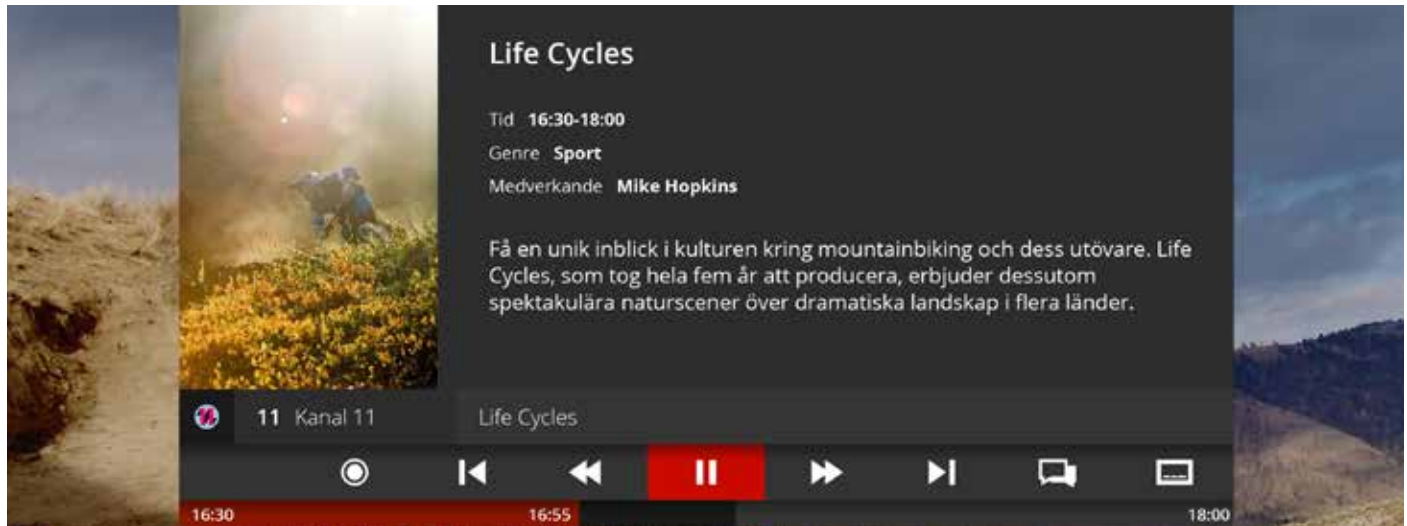 Life Cycles
Tid 16:30-18:00
Genre Sport
Medverkande Mike Hopkins
Få en unik inblick i kulturen kring mountainbiking och dess utövare. Life
Cycles, som tog hela fem år att producera, erbjuder dessutom
spektakulära naturscener över dramatiska landskap i flera länder.
11 11 Kanal 11 Life Cycles
16:30 16:55 18:00